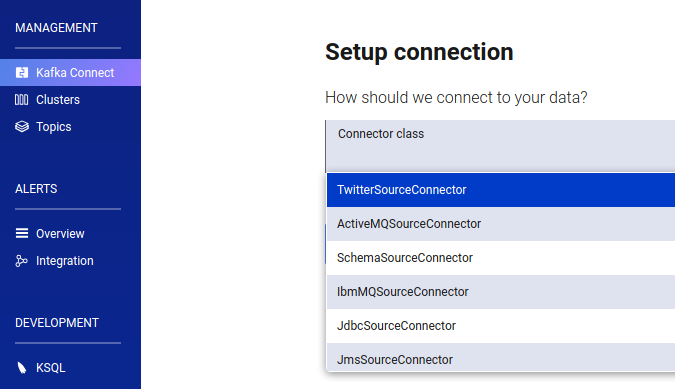 MANAGEMENT
Kafka Connect
Clusters
Topics
ALERTS
Overview
Integration
DEVELOPMENT
KSQL
Setup connection
How should we connect to your data?
Connector class
TwitterSourceConnector
ActiveMQSourceConnector
SchemaSourceConnector
IbmMQSourceConnector
JdbcSourceConnector
JmsSourceConnector